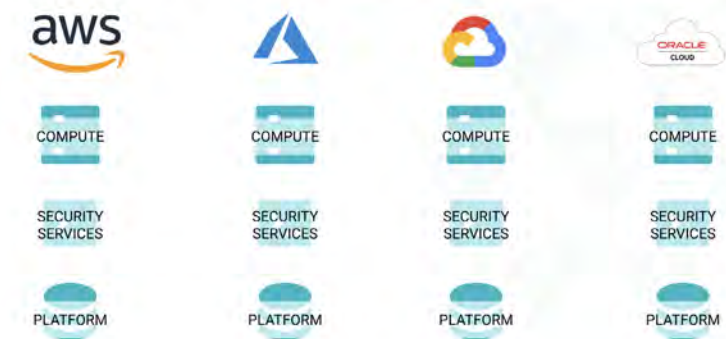 aws
ORACLE
CLOUD
COMPUTE COMPUTE COMPUTE COMPUTE
SECURITY SECURITY SECURITY SECURITY
SERVICES SERVICES SERVICES SERVICES
PLATFORM PLATFORM PLATFORM PLATFORM